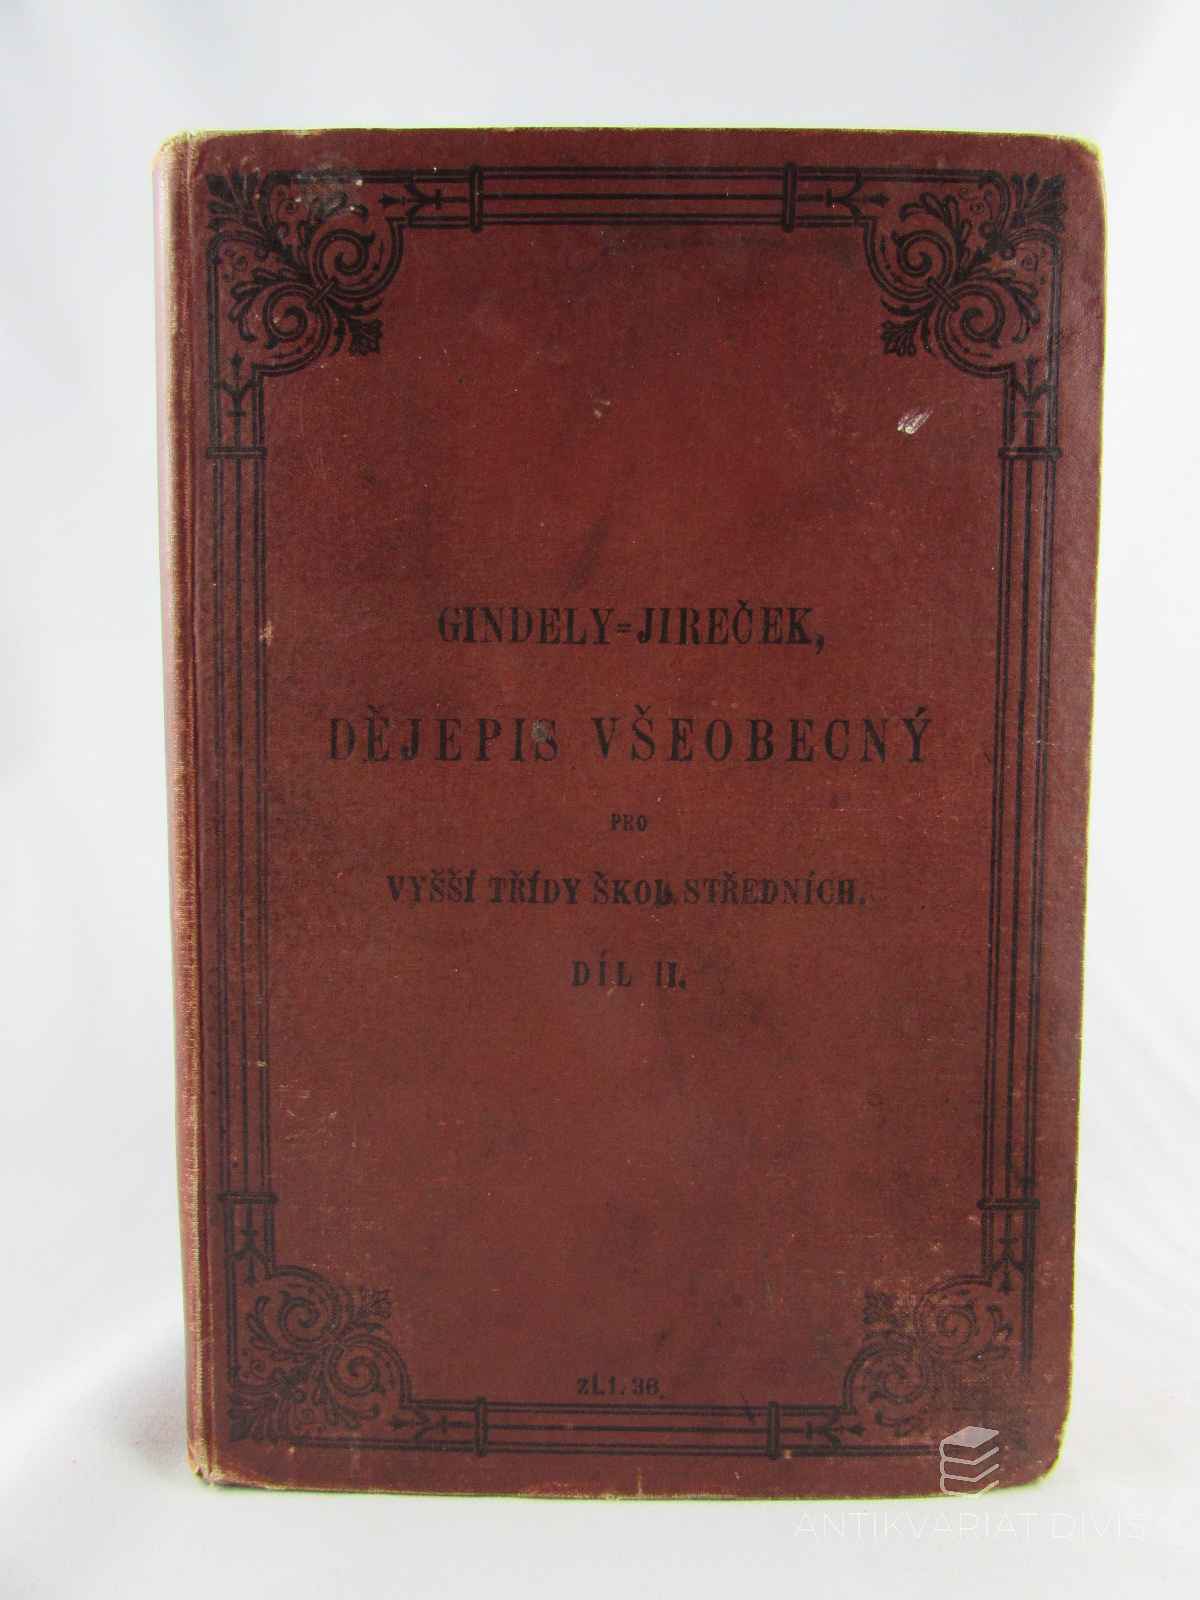 GINDELY=JIREČEK,
DĚJEPIS VŠEOBECNÝ
PRO
VYŠŠÍ TŘÍDY ŠKOL STŘEDNÍCH.
DÍL II.
zl. 1. 36.
ANTIKVARIÁT DIVIŠ